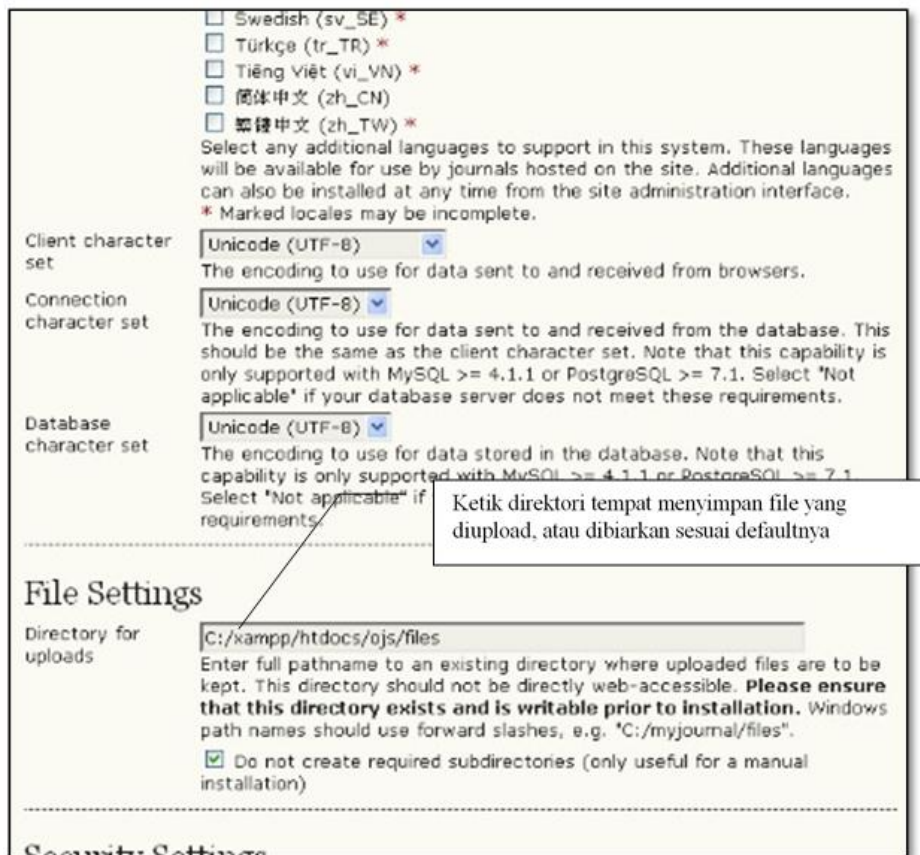 Swedish (sv_SE) *
Türkçe (tr_TR) *
Tiếng Việt (vi_VN) *
简体中文 (zh_CN)
繁體中文 (zh_TW) *
Select any additional languages to support in this system. These languages
will be available for use by journals hosted on the site. Additional languages
can also be installed at any time from the site administration interface.
* Marked locales may be incomplete.
Client character
set
Unicode (UTF-8)
The encoding to use for data sent to and received from browsers.
Connection
character set
Unicode (UTF-8)
The encoding to use for data sent to and received from the database. This
should be the same as the client character set. Note that this capability is
only supported with MySQL >= 4.1.1 or PostgreSQL >= 7.1. Select "Not
applicable" if your database server does not meet these requirements.
Database
character set
Unicode (UTF-8)
The encoding to use for data stored in the database. Note that this
capability is only supported with MySQL >= 4.1.1 or PostgreSQL >= 7.1.
Select "Not applicable" if
requirements.
Ketik direktori tempat menyimpan file yang
diupload, atau dibiarkan sesuai defaultnya
File Settings
Directory for
uploads
C:/xampp/htdocs/ojs/files
Enter full pathname to an existing directory where uploaded files are to be
kept. This directory should not be directly web-accessible. Please ensure
that this directory exists and is writable prior to installation. Windows
path names should use forward slashes, e.g. "C:/myjournal/files".
Do not create required subdirectories (only useful for a manual
installation)
Security Settings